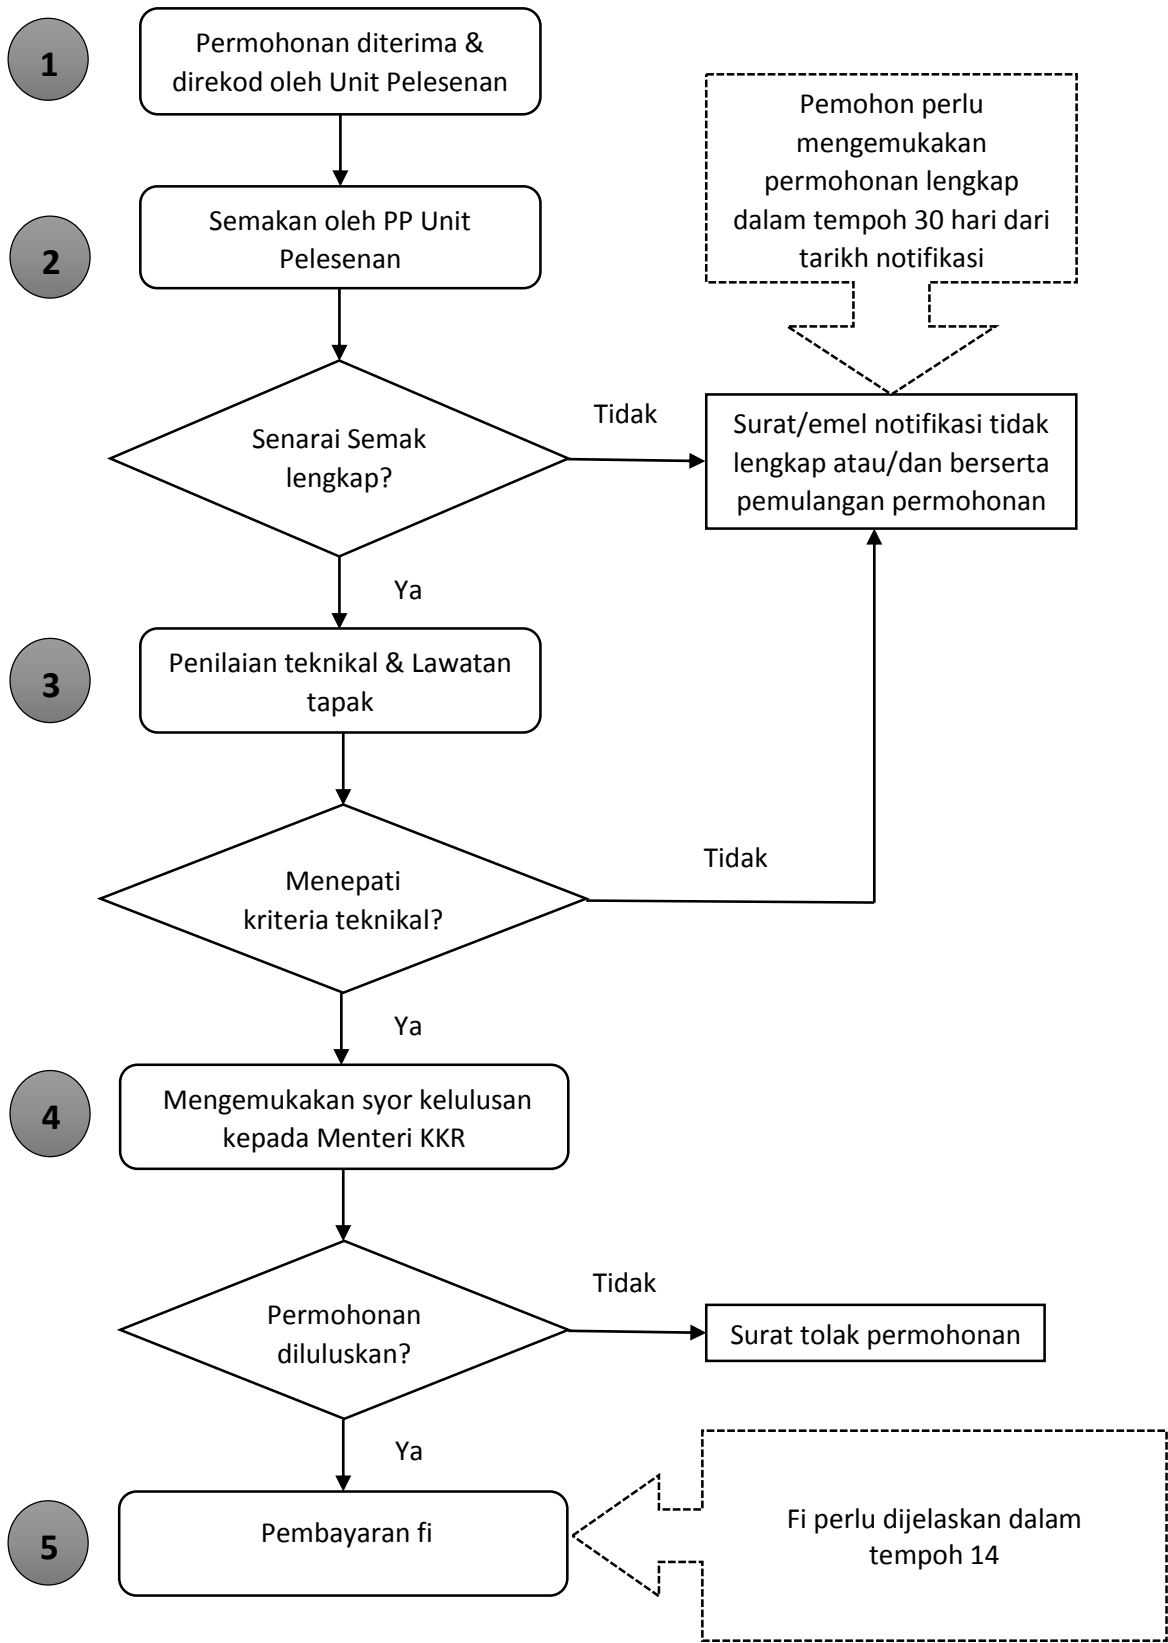 1
Permohonan diterima &
direkod oleh Unit Pelesenan
Pemohon perlu
mengemukakan
permohonan lengkap
dalam tempoh 30 hari dari
tarikh notifikasi
2
Semakan oleh PP Unit
Pelesenan
Senarai Semak
lengkap?
Tidak
Surat/emel notifikasi tidak
lengkap atau/dan berserta
pemulangan permohonan
Ya
3
Penilaian teknikal & Lawatan
tapak
Menepati
kriteria teknikal?
Tidak
Ya
4
Mengemukakan syor kelulusan
kepada Menteri KKR
Permohonan
diluluskan?
Tidak
Surat tolak permohonan
Ya
5
Pembayaran fi
Fi perlu dijelaskan dalam
tempoh 14